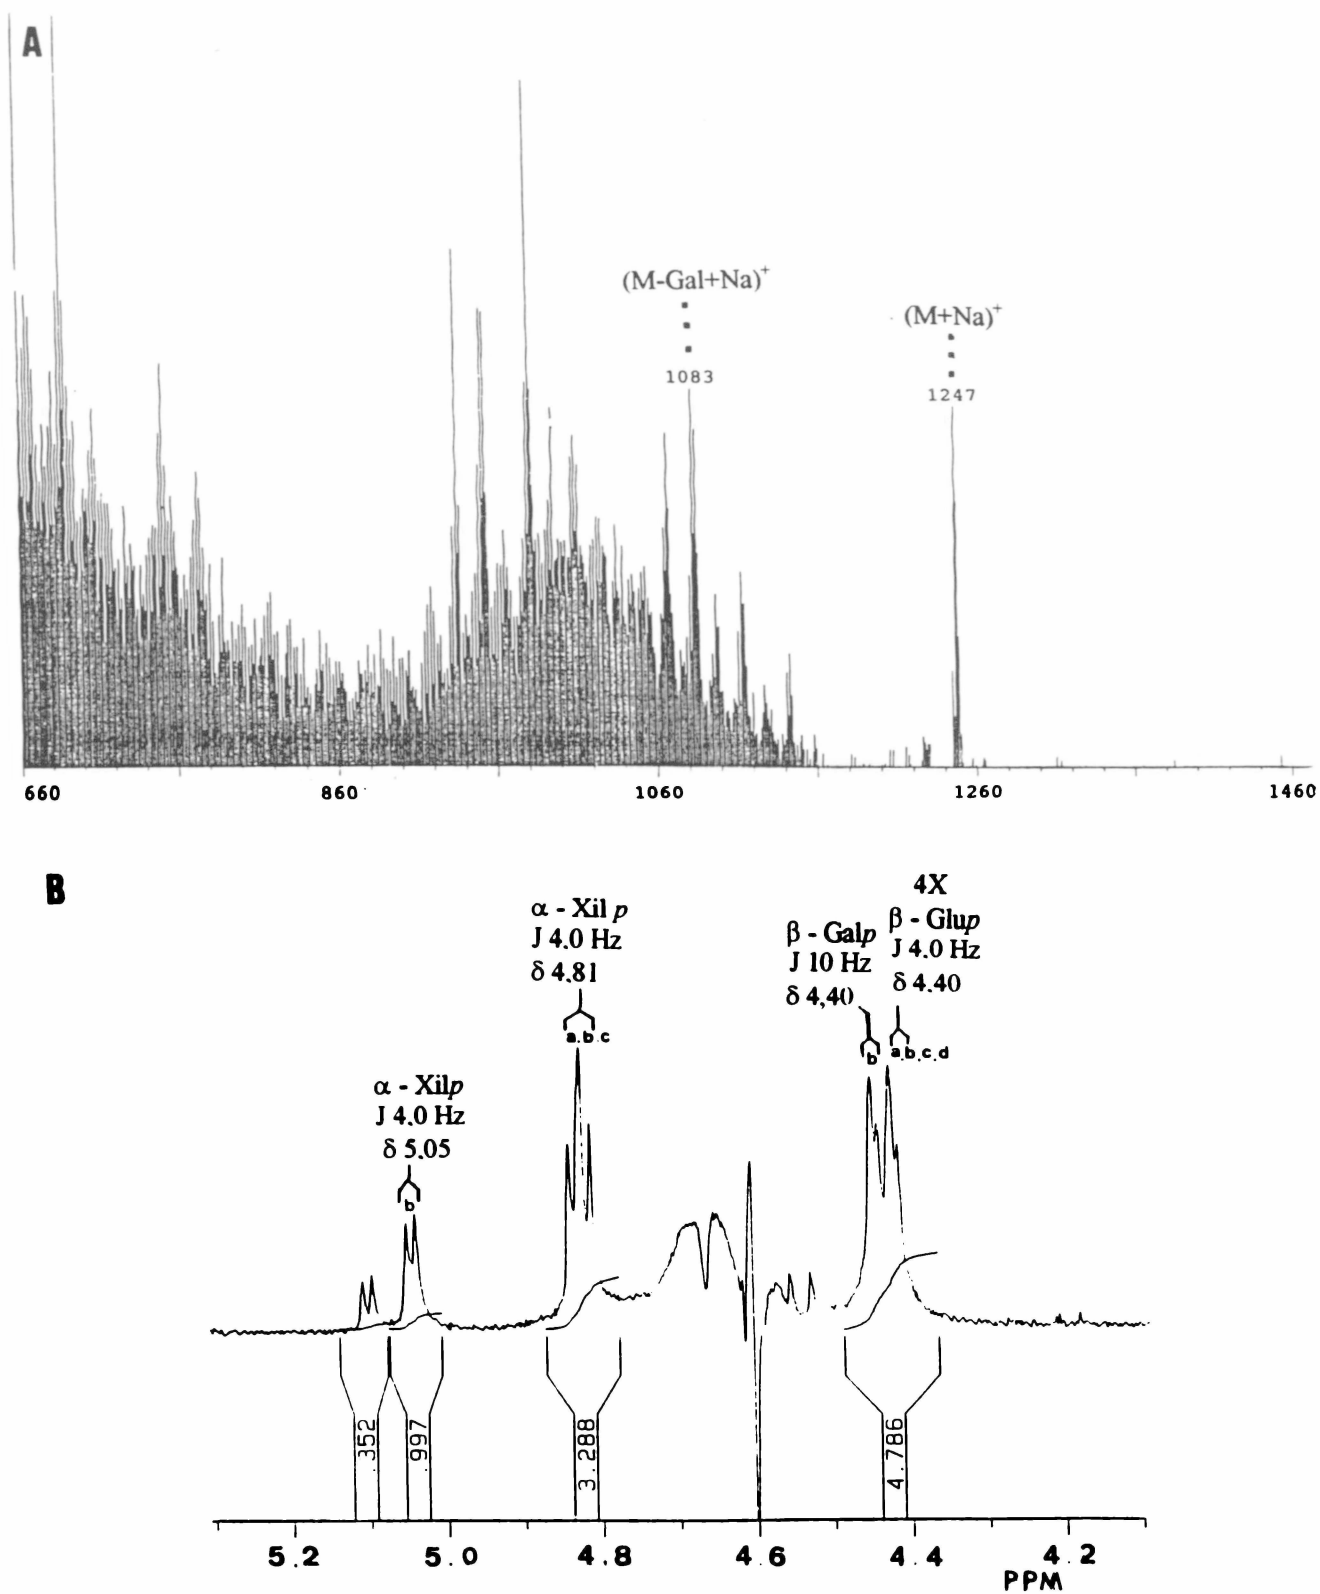 A
(M-Gal+Na)+
1083
(M+Na)+
1247
660 860 1060 1260 1460
B
α - Xil p
J 4.0 Hz
δ 4.81
a.b.c
α - Xilp
J 4.0 Hz
δ 5.05
b
β - Galp
J 10 Hz
δ 4,40
b
4X
β - Glup
J 4.0 Hz
δ 4.40
a.b.c.d
.352
.997
3.288
4.786
5.2 5.0 4.8 4.6 4.4 4.2
PPM